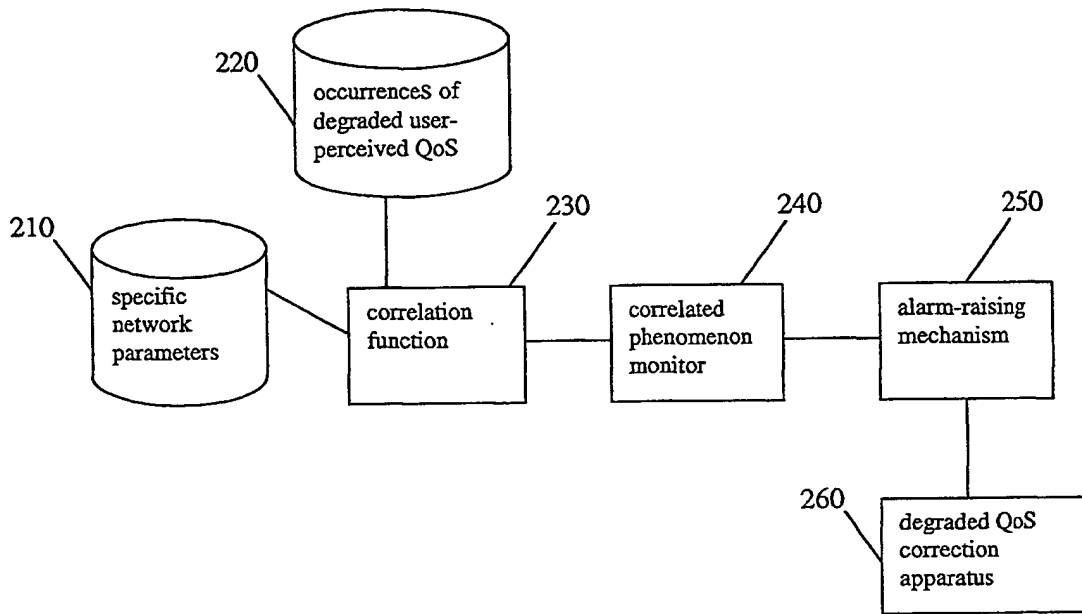 220
occurrences of
degraded user-
perceived QoS
210
specific
network
parameters
230
correlation
function
240
correlated
phenomenon
monitor
250
alarm-raising
mechanism
260
degraded QoS
correction
apparatus